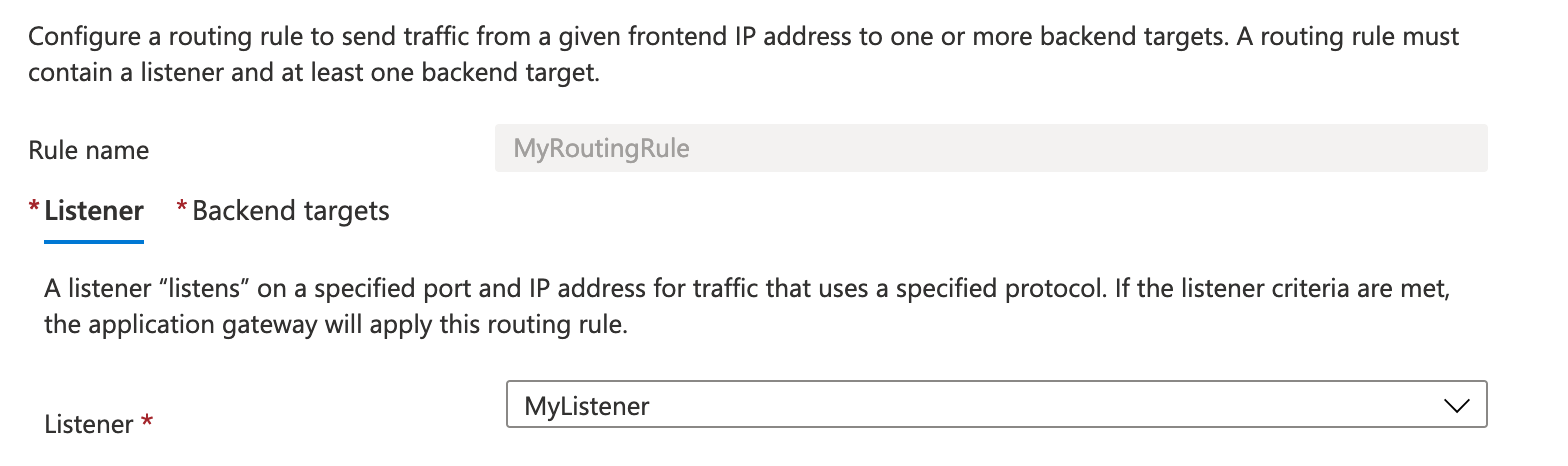 Configure a routing rule to send traffic from a given frontend IP address to one or more backend targets. A routing rule must
contain a listener and at least one backend target.
Rule name MyRoutingRule
* Listener * Backend targets
A listener “listens” on a specified port and IP address for traffic that uses a specified protocol. If the listener criteria are met,
the application gateway will apply this routing rule.
Listener * MyListener